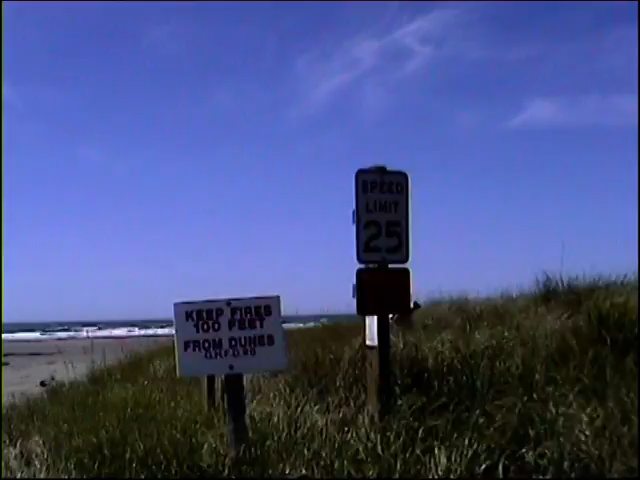 SPEED
LIMIT
25
KEEP FIRES
100 FEET
FROM DUNES